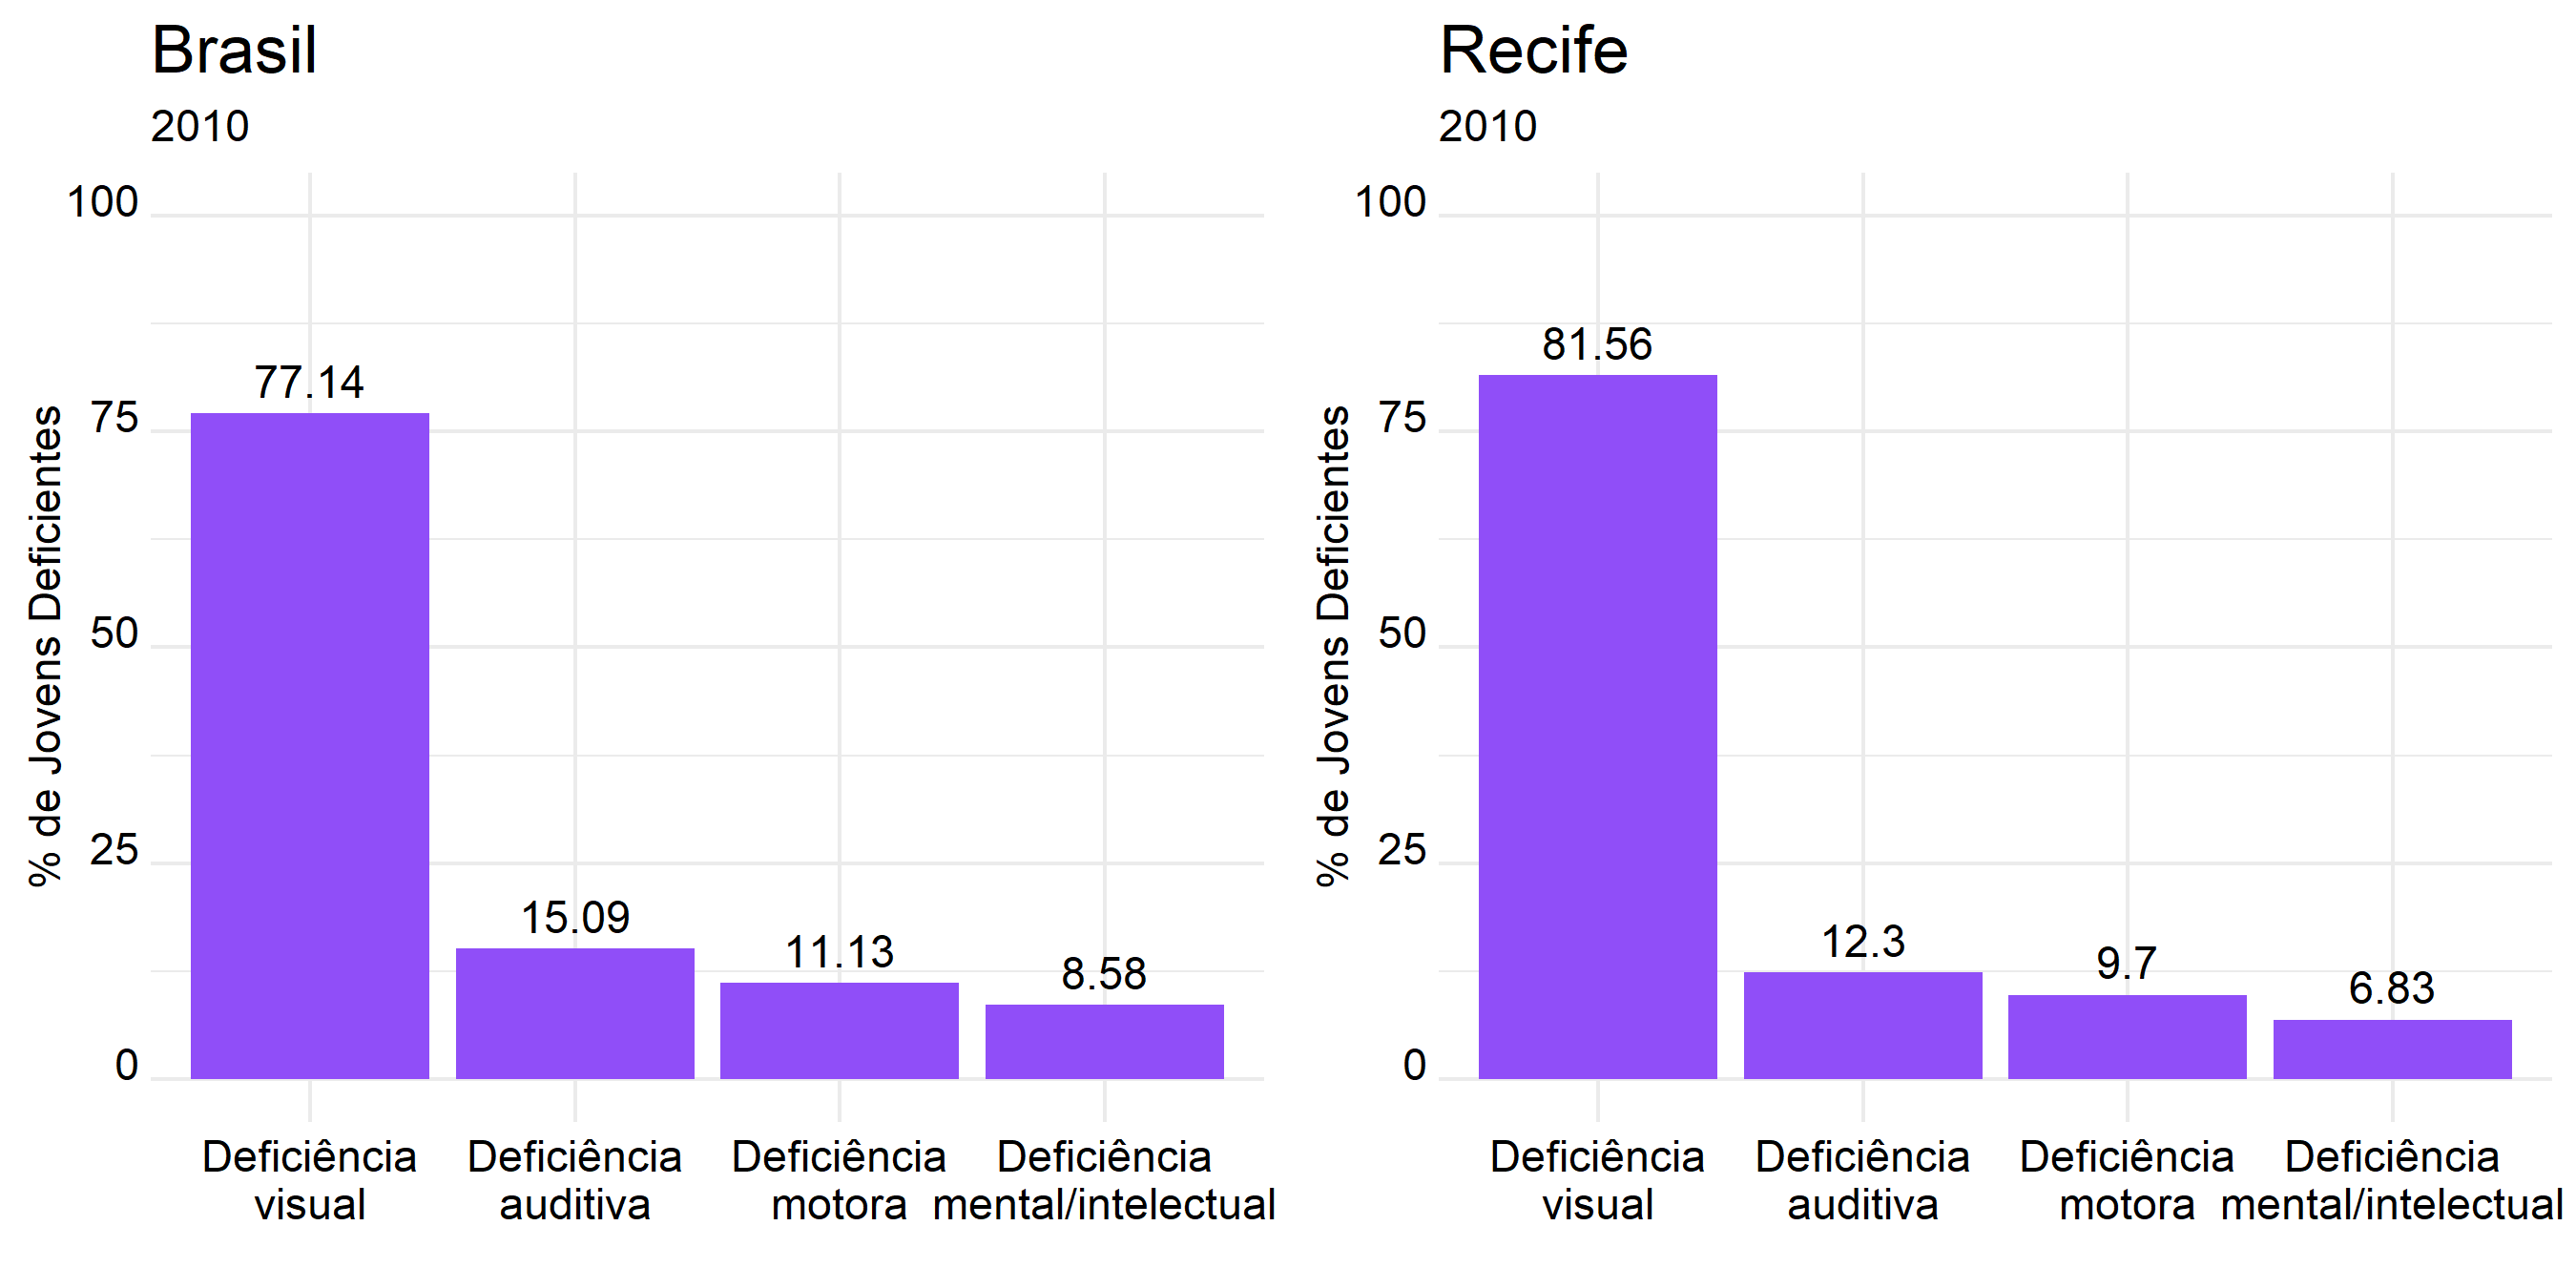 Brasil
2010
% de Jovens Deficientes
100
75
50
25
0
77.14
15.09
11.13
8.58
Deficiência
visual
Deficiência
auditiva
Deficiência
motora
Deficiência
mental/intelectual
Recife
2010
% de Jovens Deficientes
100
75
50
25
0
81.56
12.3
9.7
6.83
Deficiência
visual
Deficiência
auditiva
Deficiência
motora
Deficiência
mental/intelectual